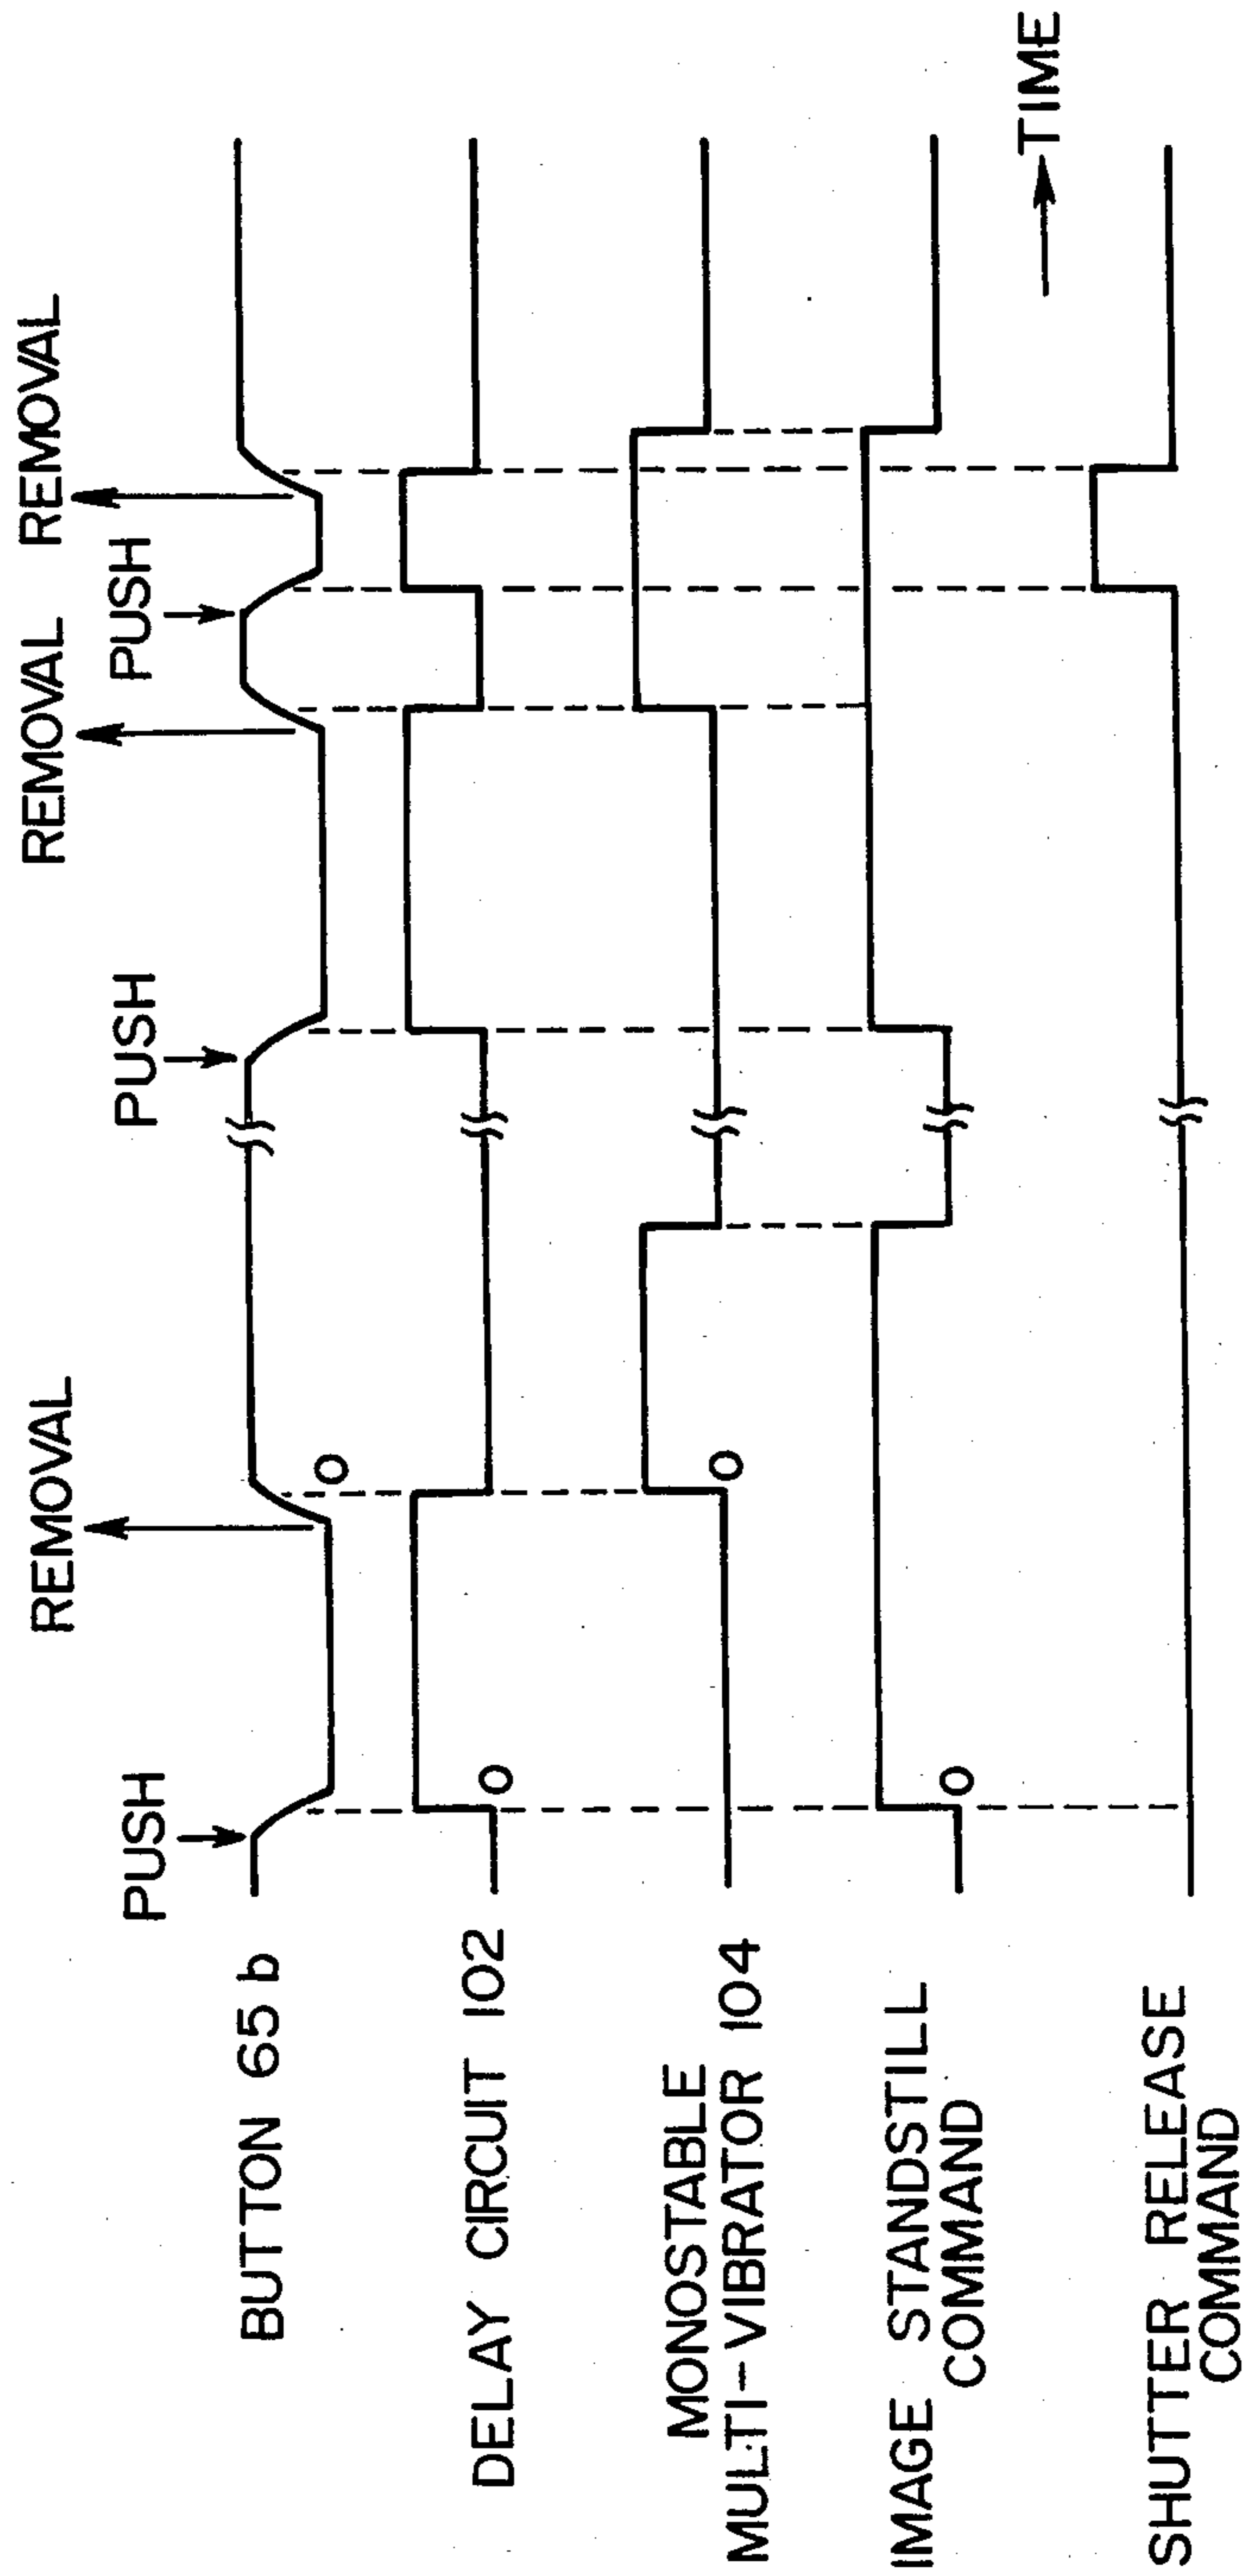 REMOVAL
REMOVAL
REMOVAL
PUSH
PUSH
PUSH
BUTTON 65b
O
DELAY CIRCUIT 102
O
MONOSTABLE
MULTI-VIBRATOR 104
O
IMAGE STANDSTILL
COMMAND
O
TIME
SHUTTER RELEASE
COMMAND